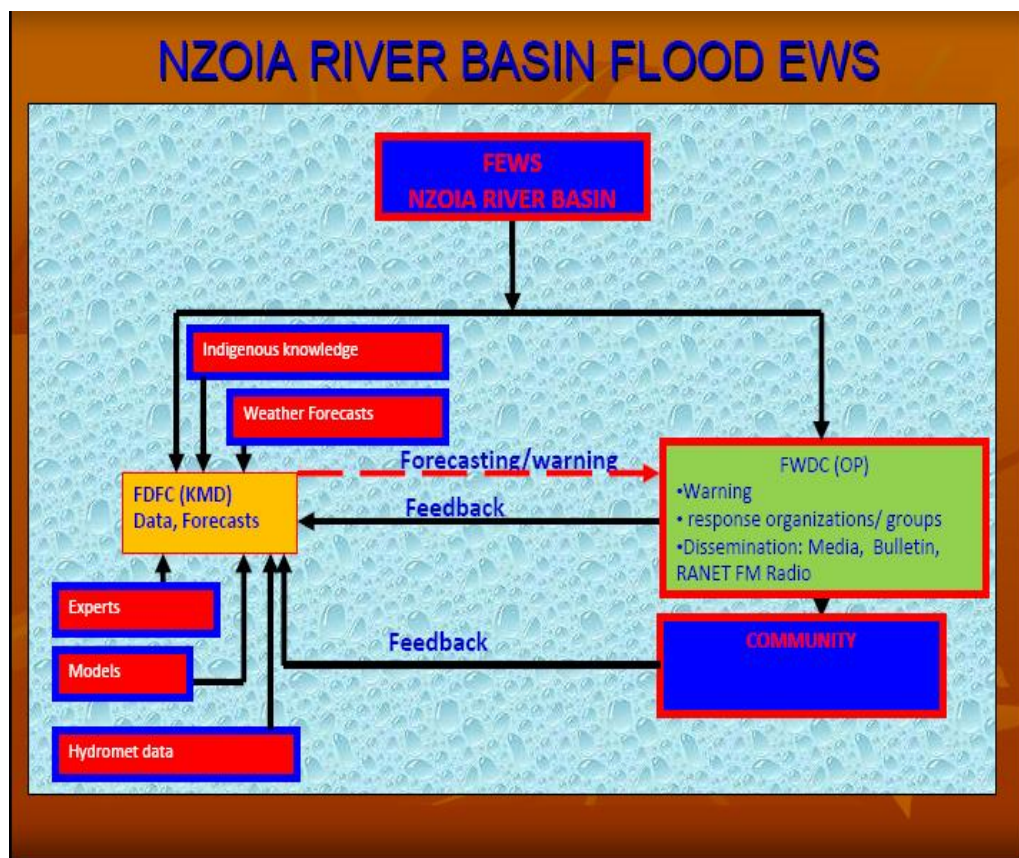 NZOIA RIVER BASIN FLOOD EWS
FEWS
NZOIA RIVER BASIN
Indigenous knowledge
Weather Forecasts
Forecasting/warning
FDFC (KMD)
Data, Forecasts
Feedback
FWDC (OP)
•Warning
• response organizations/ groups
•Dissemination: Media, Bulletin,
RANET FM Radio
Experts
Models
Hydromet data
Feedback
COMMUNITY